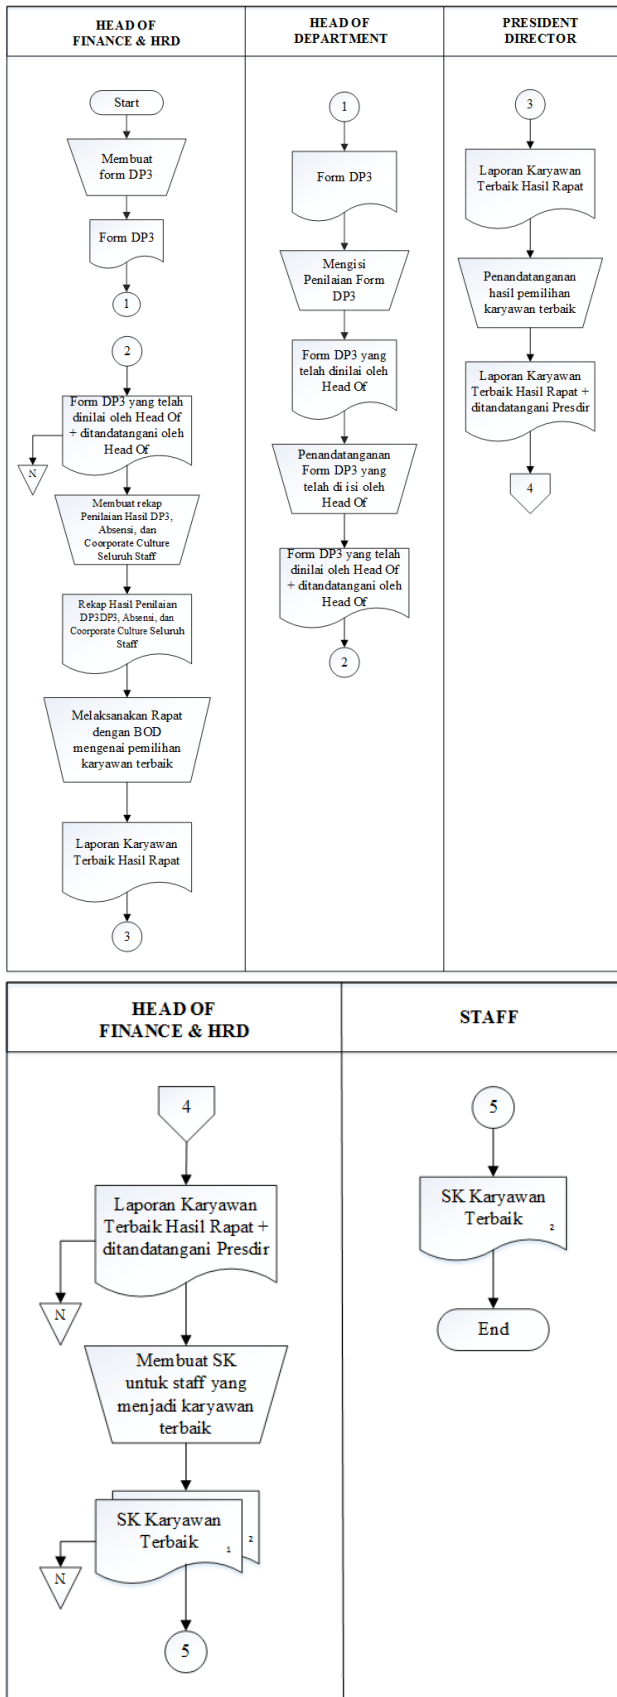 HEAD OF
FINANCE & HRD
Start
Membuat
form DP3
Form DP3
1
2
Form DP3 yang telah
dinilai oleh Head Of
+ ditandatangani oleh
Head Of
N
Membuat rekap
Penilaian Hasil DP3,
Absensi, dan
Coorporate Culture
Seluruh Staff
Rekap Hasil Penilaian
DP3DP3, Absensi, dan
Coorporate Culture Seluruh
Staff
Melaksanakan Rapat
dengan BOD
mengenai pemilihan
karyawan terbaik
Laporan Karyawan
Terbaik Hasil Rapat
3
HEAD OF
DEPARTMENT
1
Form DP3
Mengisi
Penilaian Form
DP3
Form DP3 yang
telah dinilai oleh
Head Of
Penandatanganan
Form DP3 yang
telah di isi oleh
Head Of
Form DP3 yang telah
dinilai oleh Head Of
+ ditandatangani oleh
Head Of
2
PRESIDENT
DIRECTOR
3
Laporan Karyawan
Terbaik Hasil Rapat
Penandatanganan
hasil pemilihan
karyawan terbaik
Laporan Karyawan
Terbaik Hasil Rapat +
ditandatangani Presdir
4
HEAD OF
FINANCE & HRD
4
Laporan Karyawan
Terbaik Hasil Rapat +
ditandatangani Presdir
N
Membuat SK
untuk staff yang
menjadi karyawan
terbaik
SK Karyawan
Terbaik
1
2
N
5
STAFF
5
SK Karyawan
Terbaik
2
End